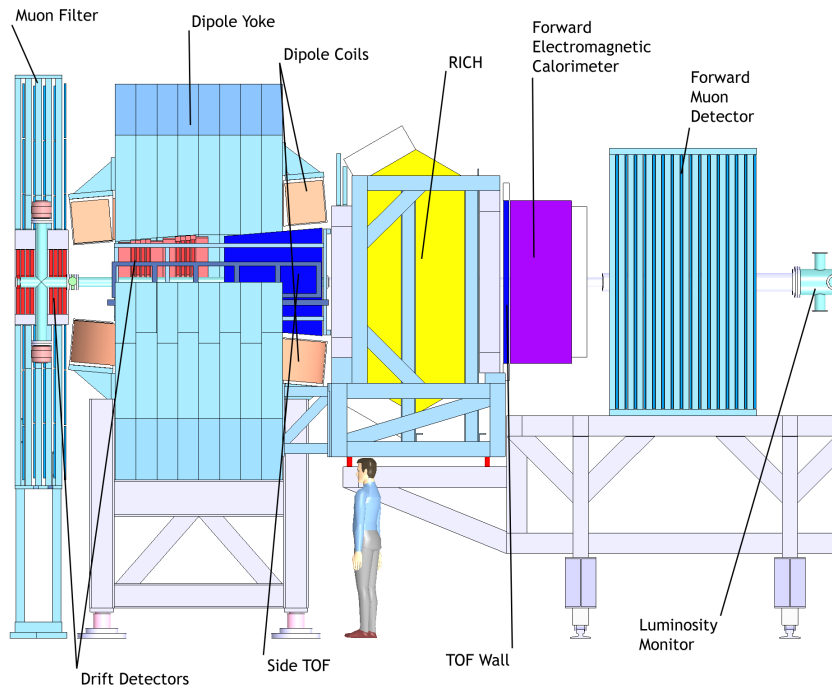 Muon Filter
Dipole Yoke
Dipole Coils
RICH
Forward
Electromagnetic
Calorimeter
Forward
Muon
Detector
Drift Detectors
Side TOF
TOF Wall
Luminosity
Monitor